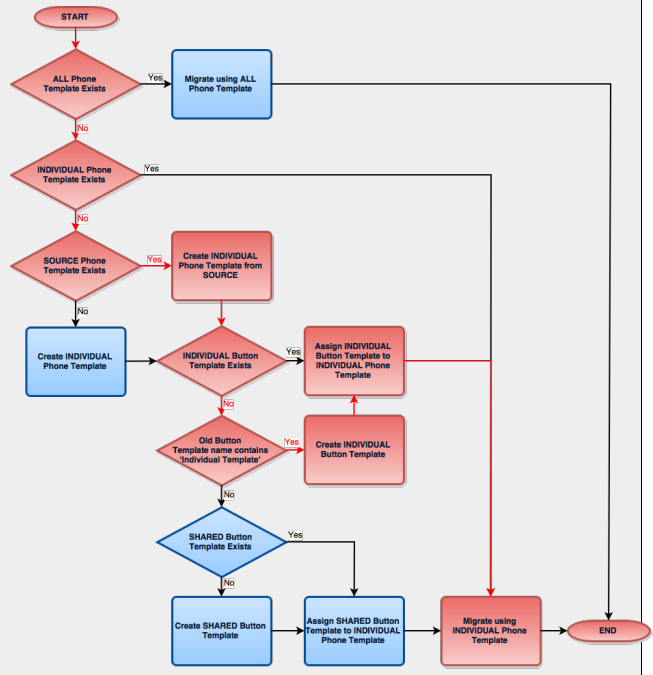 START
ALL Phone
Template Exists
Yes
Migrate using ALL
Phone Template
No
INDIVIDUAL Phone
Template Exists
Yes
No
SOURCE Phone
Template Exists
Yes
Create INDIVIDUAL
Phone Template from
SOURCE
No
Create INDIVIDUAL
Phone Template
INDIVIDUAL Button
Template Exists
Yes
Assign INDIVIDUAL
Button Template to
INDIVIDUAL Phone
Template
No
Old Button
Template name contains
'Individual Template'
Yes
Create INDIVIDUAL
Button Template
No
SHARED Button
Template Exists
Yes
No
Create SHARED Button
Template
Assign SHARED Button
Template to INDIVIDUAL
Phone Template
Migrate using
INDIVIDUAL Phone
Template
END